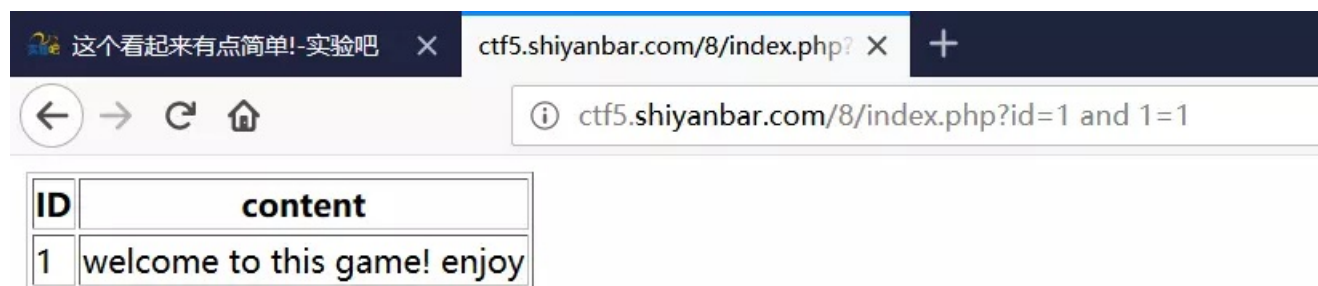 这个看起来有点简单!-实验吧
ctf5.shiyanbar.com/8/index.php?
ctf5.shiyanbar.com/8/index.php?id=1 and 1=1
ID content
1 welcome to this game! enjoy